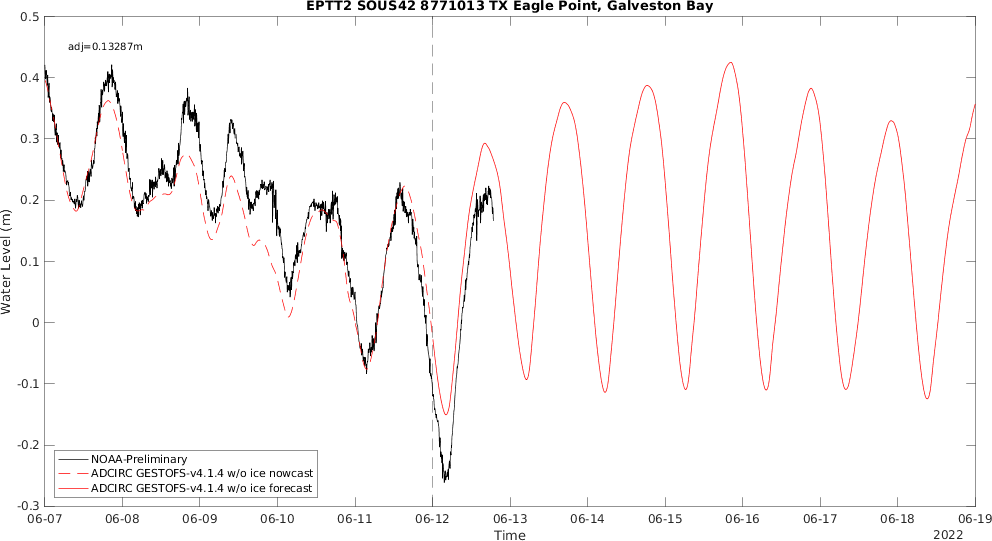 EPTT2 SOUS42 8771013 TX Eagle Point, Galveston Bay
adj=0.13287m
0.5
0.4
0.3
0.2
0.1
0
-0.1
-0.2
-0.3
Water Level (m)
NOAA-Preliminary
ADCIRC GESTOFS-v4.1.4 w/o ice nowcast
ADCIRC GESTOFS-v4.1.4 w/o ice forecast
06-07 06-08 06-09 06-10 06-11 06-12 06-13 06-14 06-15 06-16 06-17 06-18 06-19
Time
2022